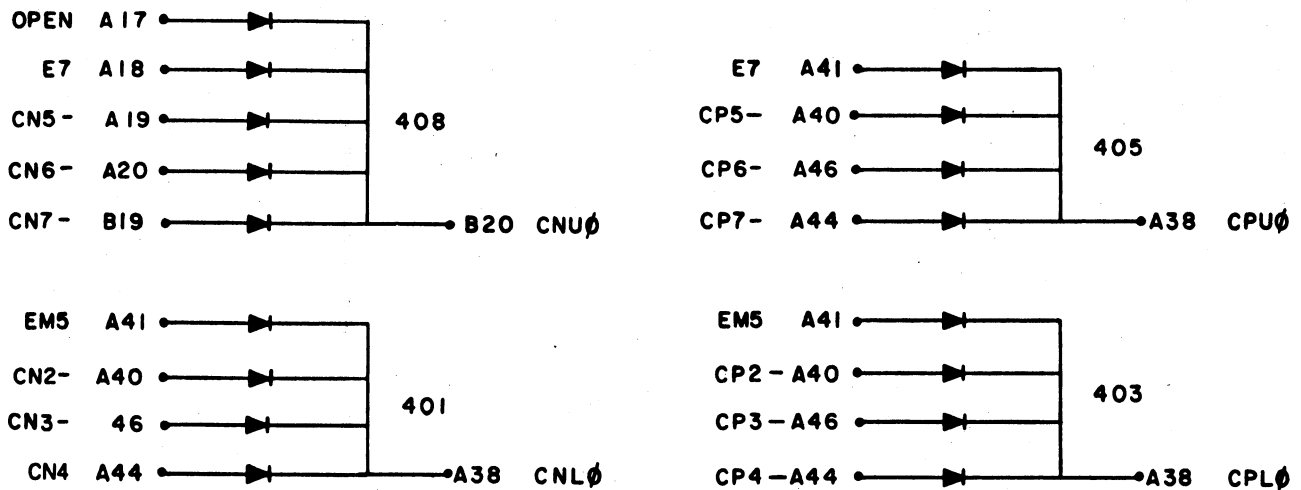 OPEN A17
E7 A18
CN5- A19
408
CN6- A20
CN7- B19
B20 CNUØ
E7 A41
CP5- A40
405
CP6- A46
CP7- A44
A38 CPUØ
EM5 A41
CN2- A40
401
CN3- 46
CN4 A44
A38 CNLØ
EM5 A41
CP2- A40
403
CP3- A46
CP4- A44
A38 CPLØ